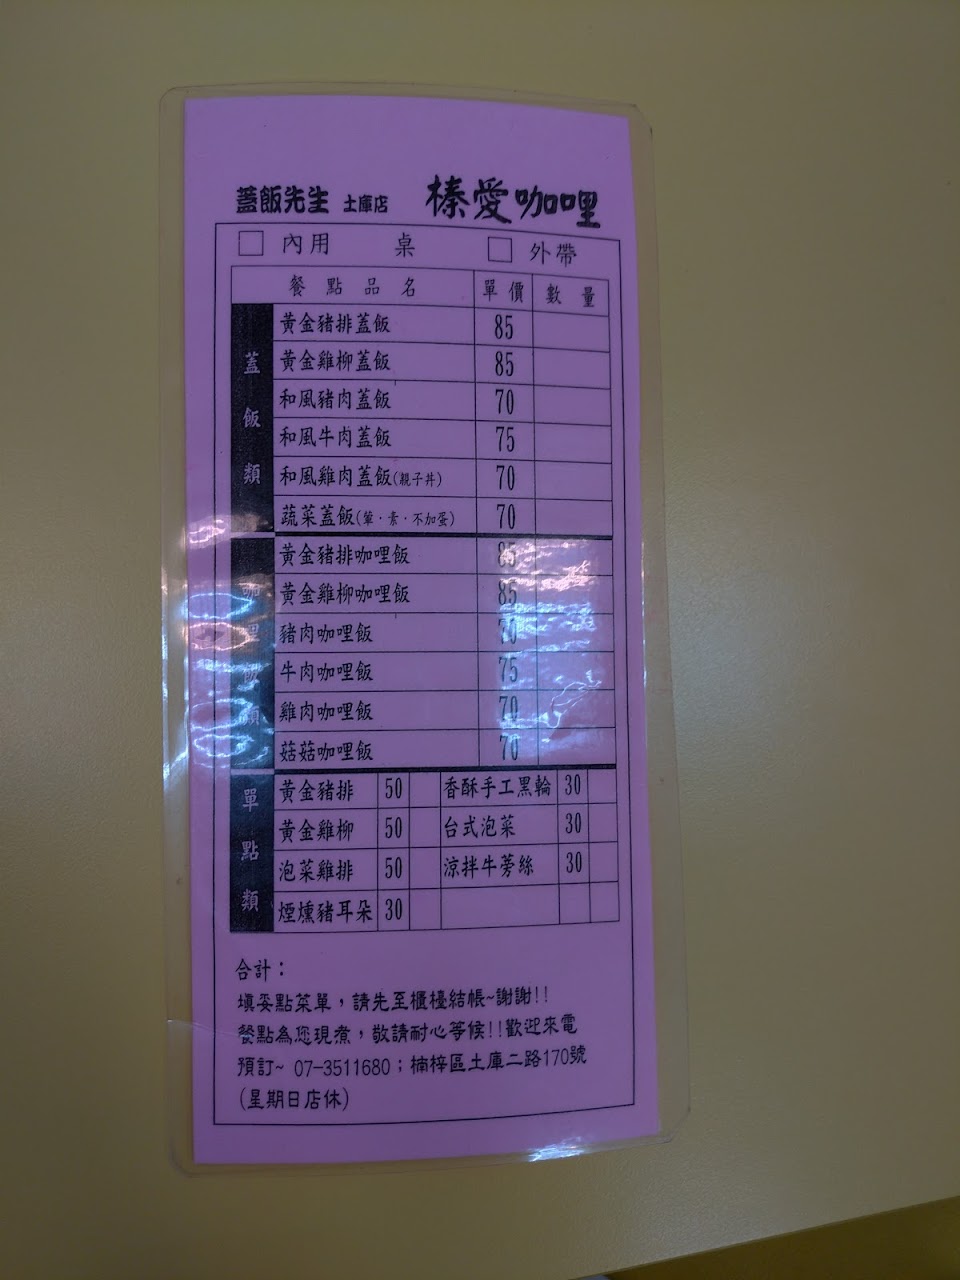 蓋飯先生 土庫店 榛愛咖哩
內用 桌 外帶
餐點品名 單價 數量
蓋飯類
黃金豬排蓋飯 85
黃金雞柳蓋飯 85
和風豬肉蓋飯 70
和風牛肉蓋飯 75
和風雞肉蓋飯(親子丼) 70
蔬菜蓋飯(葷·素·不加蛋) 70
咖哩飯類
黃金豬排咖哩飯 85
黃金雞柳咖哩飯 85
豬肉咖哩飯 70
牛肉咖哩飯 75
雞肉咖哩飯 70
菇菇咖哩飯 70
單點類
黃金豬排 50 香酥手工黑輪 30
黃金雞柳 50 台式泡菜 30
泡菜雞排 50 涼拌牛蒡絲 30
煙燻豬耳朵 30
合計：
填妥點菜單，請先至櫃檯結帳~謝謝!!
餐點為您現煮，敬請耐心等候!!歡迎來電
預訂~ 07-3511680；楠梓區土庫二路170號
(星期日店休)